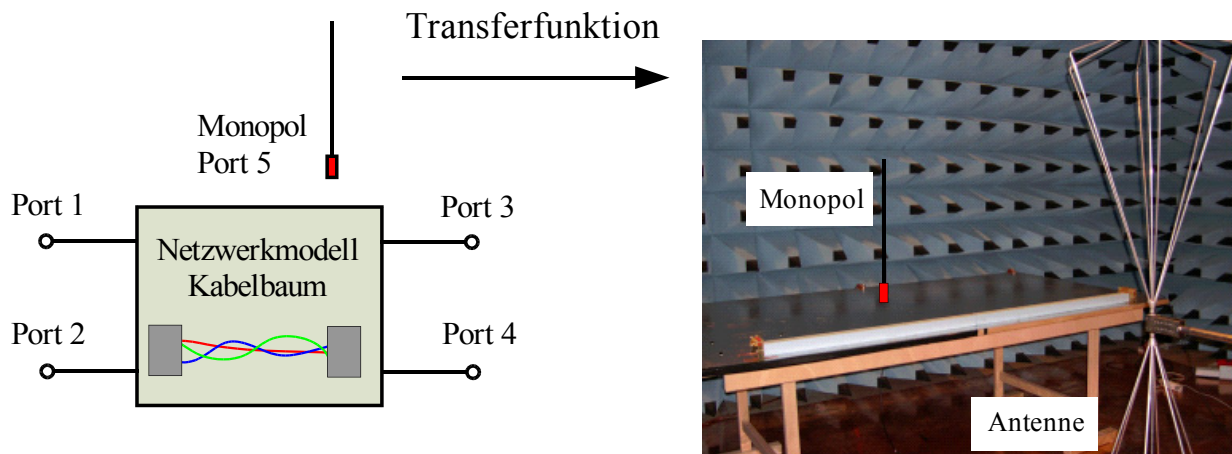 Transferfunktion
Monopol
Port 5
Port 1
Port 3
Netzwerkmodell
Kabelbaum
Port 2
Port 4
Monopol
Antenne